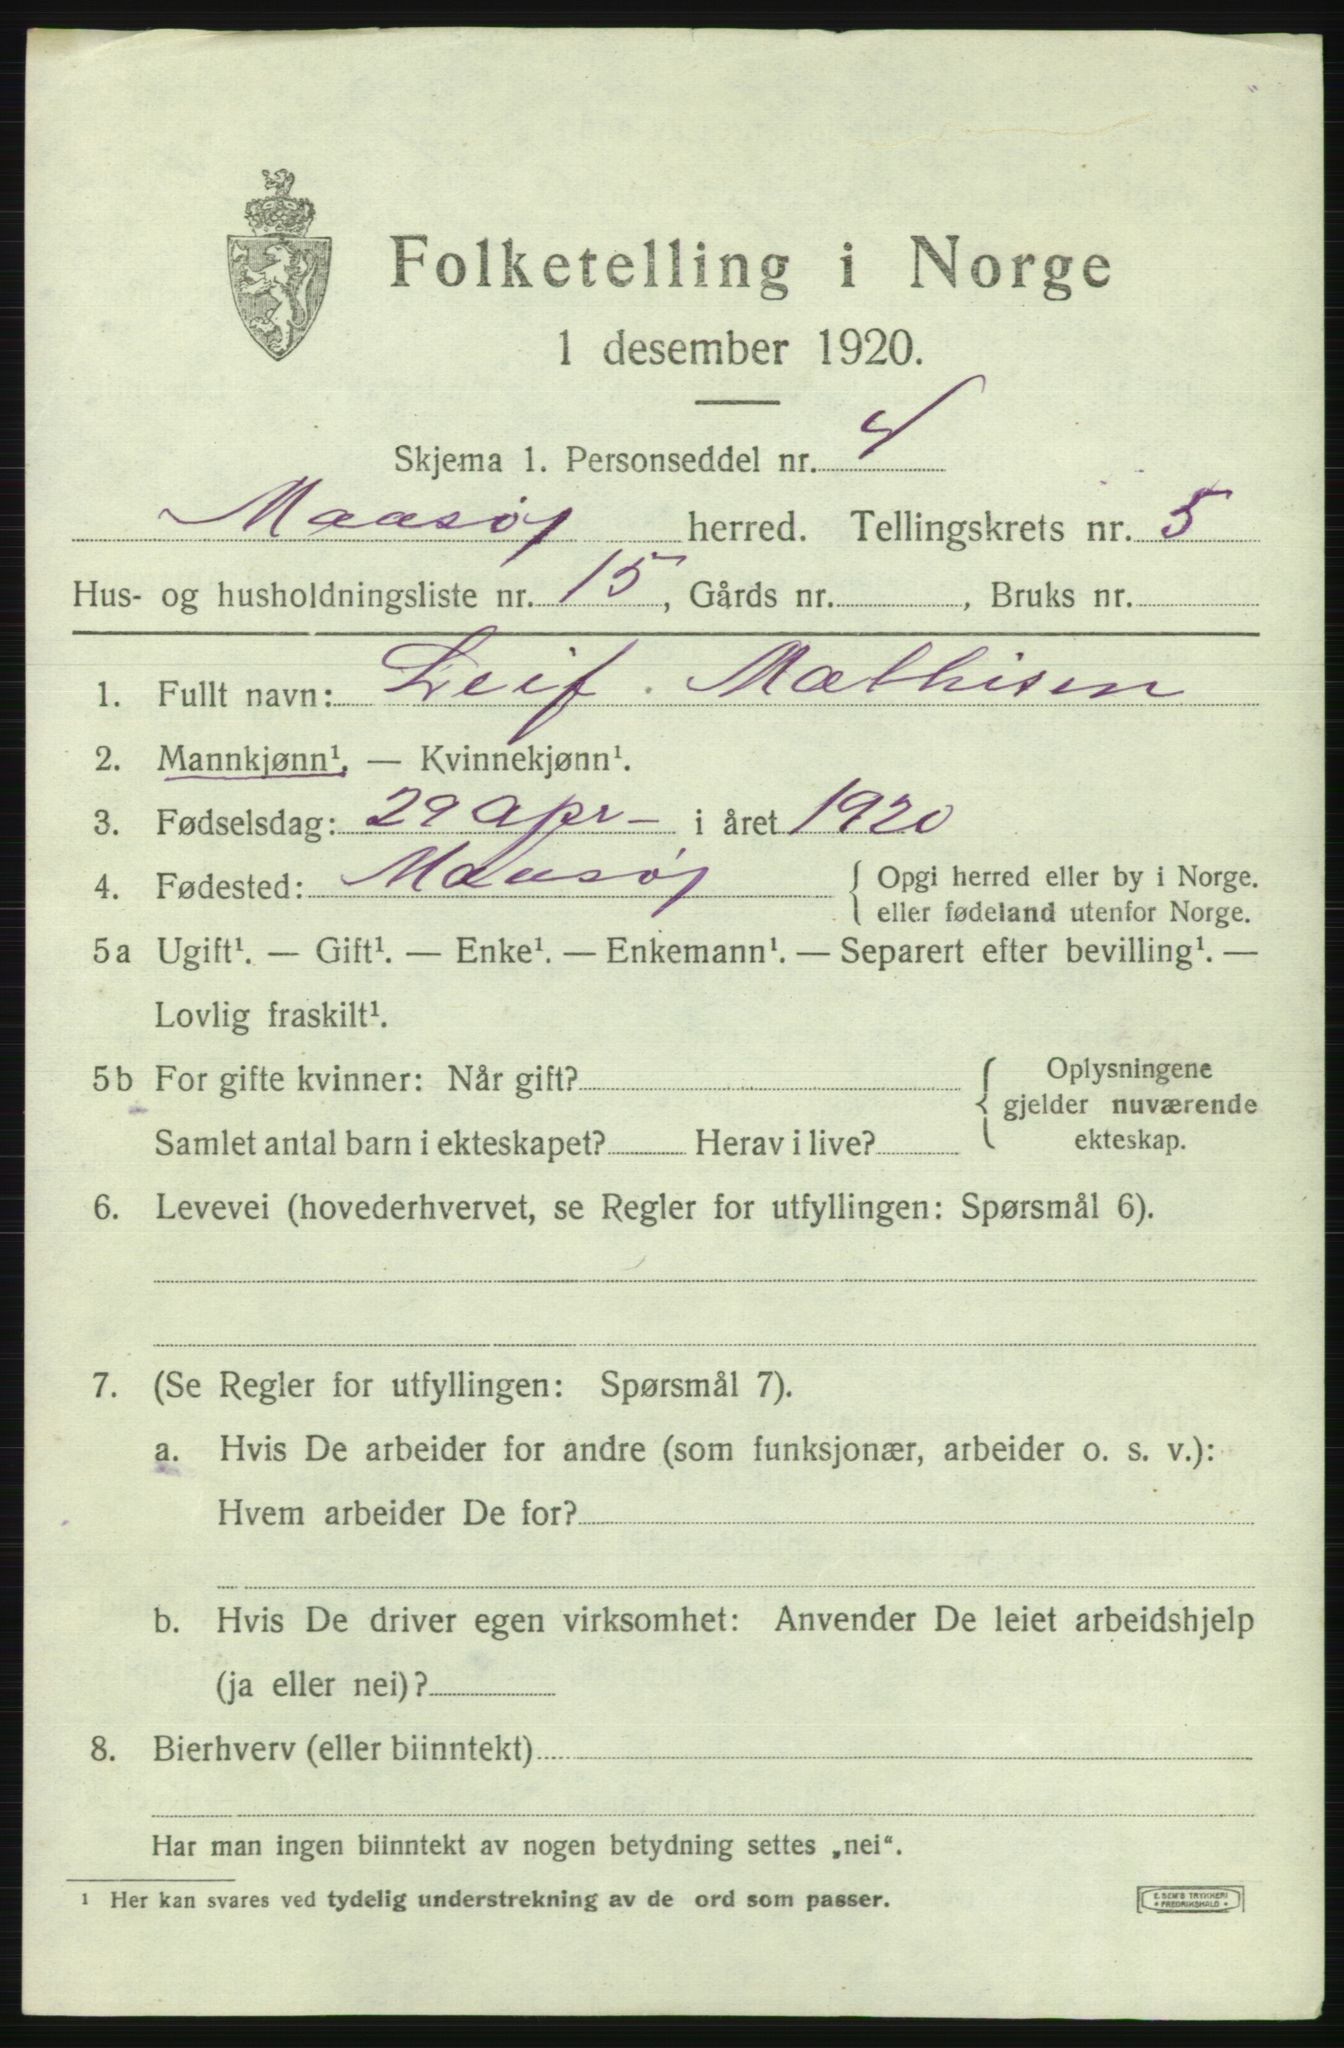 Folketelling i Norge
1 desember 1920.
Skjema 1. Personseddel nr. 4
Maasøy herred. Tellingskrets nr. 5
Hus- og husholdningsliste nr. 15, Gårds nr. , Bruks nr.
1. Fullt navn: Leif Mathisen
2. Mannkjønn¹. — Kvinnekjønn¹.
3. Fødselsdag: 29 apr – i året 1920
4. Fødested: Maasøy { Opgi herred eller by i Norge.
eller fødeland utenfor Norge.
5a Ugift¹. — Gift¹. — Enke¹. — Enkemann¹. — Separert efter bevilling¹. —
Lovlig fraskilt¹.
5b For gifte kvinner: Når gift? { Oplysningene
gjelder nuværende
Samlet antal barn i ekteskapet? Herav i live? ekteskap.
6. Levevei (hovederhvervet, se Regler for utfyllingen: Spørsmål 6).
7. (Se Regler for utfyllingen: Spørsmål 7).
a. Hvis De arbeider for andre (som funksjonær, arbeider o. s. v.):
Hvem arbeider De for?
b. Hvis De driver egen virksomhet: Anvender De leiet arbeidshjelp
(ja eller nei)?
8. Bierhverv (eller biinntekt)
Har man ingen biinntekt av nogen betydning settes „nei“.
¹ Her kan svares ved tydelig understrekning av de ord som passer.
E. SEM'S TRYKKERI
* FREDRIKSHALD *